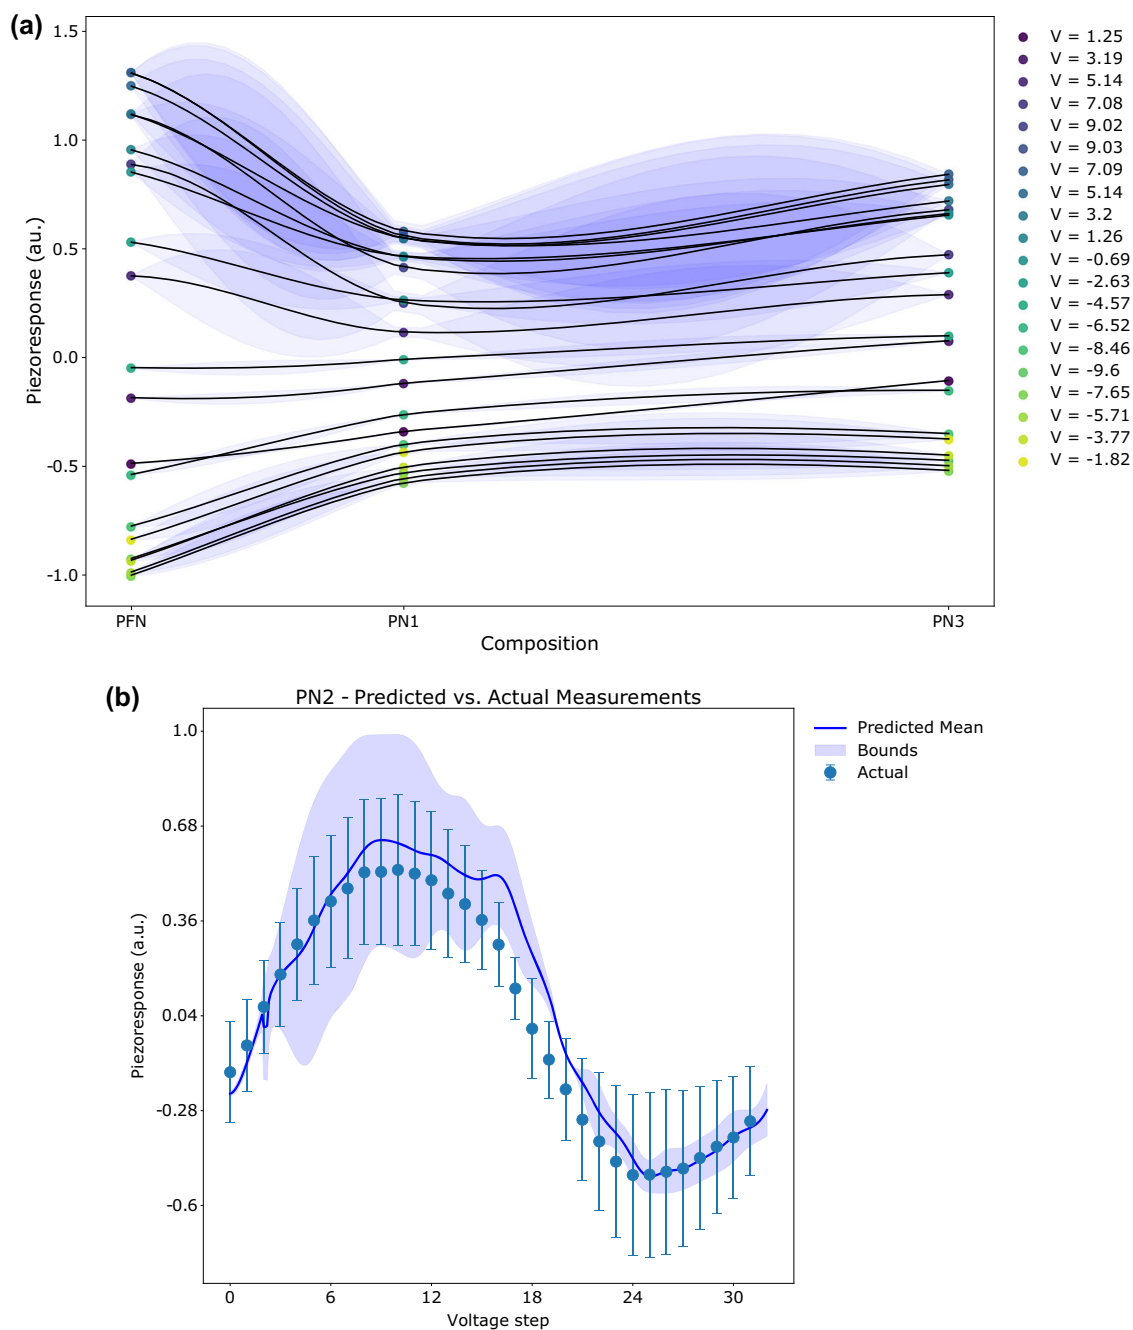 (a)
1.5
1.0
0.5
0.0
-0.5
-1.0
Piezoresponse (au.)
PFN
PN1
PN3
Composition
V = 1.25
V = 3.19
V = 5.14
V = 7.08
V = 9.02
V = 9.03
V = 7.09
V = 5.14
V = 3.2
V = 1.26
V = -0.69
V = -2.63
V = -4.57
V = -6.52
V = -8.46
V = -9.6
V = -7.65
V = -5.71
V = -3.77
V = -1.82
(b)
PN2 - Predicted vs. Actual Measurements
1.0
0.68
0.36
0.04
-0.28
-0.6
Piezoresponse (a.u.)
0
6
12
18
24
30
Voltage step
Predicted Mean
Bounds
Actual